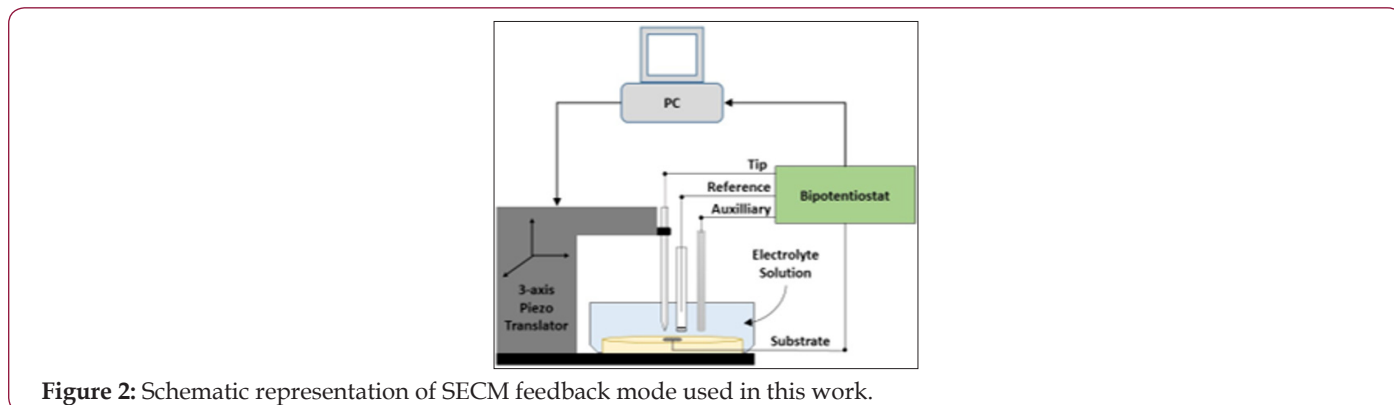 PC
Tip
Reference
Auxilliary
Bipotentiostat
Electrolyte
Solution
3-axis
Piezo
Translator
Substrate
Figure 2: Schematic representation of SECM feedback mode used in this work.